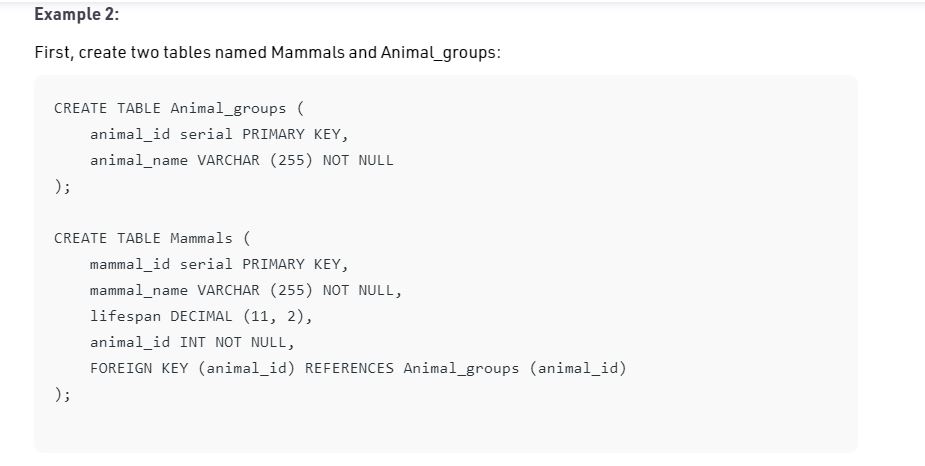 Example 2:
First, create two tables named Mammals and Animal_groups:
CREATE TABLE Animal_groups (
    animal_id serial PRIMARY KEY,
    animal_name VARCHAR (255) NOT NULL
);
CREATE TABLE Mammals (
    mammal_id serial PRIMARY KEY,
    mammal_name VARCHAR (255) NOT NULL,
    lifespan DECIMAL (11, 2),
    animal_id INT NOT NULL,
    FOREIGN KEY (animal_id) REFERENCES Animal_groups (animal_id)
);